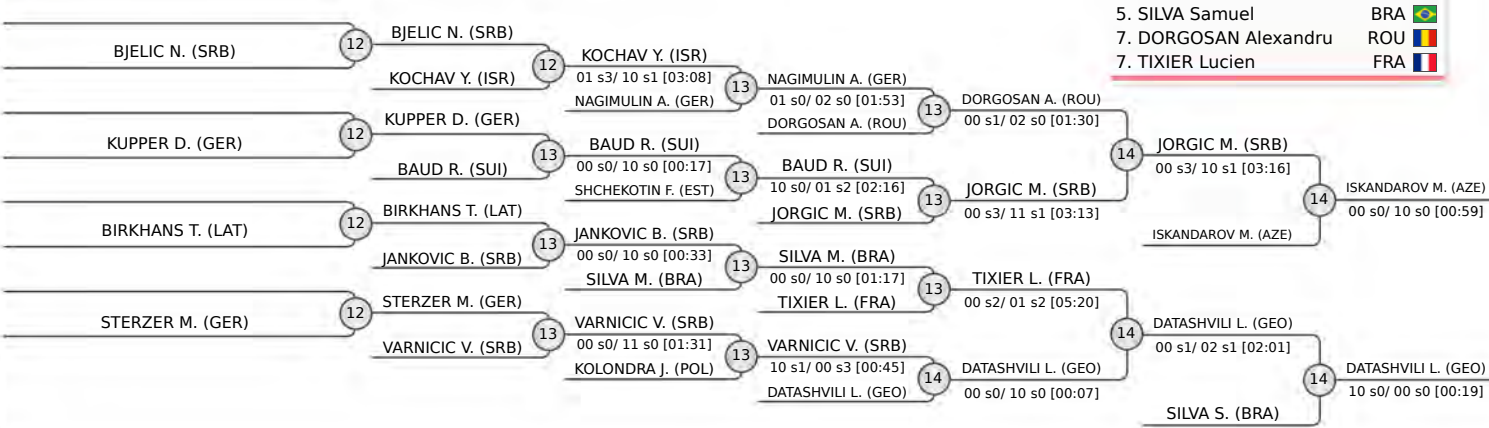 5. SILVA Samuel BRA
7. DORGOSAN Alexandru ROU
7. TIXIER Lucien FRA
BJELIC N. (SRB)
12
KUPPER D. (GER)
12
BIRKHANS T. (LAT)
12
STERZER M. (GER)
12
BJELIC N. (SRB)
12
KOCHAV Y. (ISR)
KUPPER D. (GER)
13
BAUD R. (SUI)
BIRKHANS T. (LAT)
13
JANKOVIC B. (SRB)
STERZER M. (GER)
13
VARNICIC V. (SRB)
KOCHAV Y. (ISR)
01 s3/ 10 s1 [03:08]
13
NAGIMULIN A. (GER)
BAUD R. (SUI)
00 s0/ 10 s0 [00:17]
13
SHCHEKOTIN F. (EST)
JANKOVIC B. (SRB)
00 s0/ 10 s0 [00:33]
13
SILVA M. (BRA)
VARNICIC V. (SRB)
00 s0/ 11 s0 [01:31]
13
KOLONDRA J. (POL)
NAGIMULIN A. (GER)
01 s0/ 02 s0 [01:53]
13
DORGOSAN A. (ROU)
BAUD R. (SUI)
10 s0/ 01 s2 [02:16]
13
JORGIC M. (SRB)
SILVA M. (BRA)
00 s0/ 10 s0 [01:17]
13
TIXIER L. (FRA)
VARNICIC V. (SRB)
10 s1/ 00 s3 [00:45]
14
DATASHVILI L. (GEO)
DORGOSAN A. (ROU)
00 s1/ 02 s0 [01:30]
14
JORGIC M. (SRB)
00 s3/ 11 s1 [03:13]
TIXIER L. (FRA)
00 s2/ 01 s2 [05:20]
14
DATASHVILI L. (GEO)
00 s0/ 10 s0 [00:07]
JORGIC M. (SRB)
00 s3/ 10 s1 [03:16]
14
ISKANDAROV M. (AZE)
DATASHVILI L. (GEO)
00 s1/ 02 s1 [02:01]
14
SILVA S. (BRA)
ISKANDAROV M. (AZE)
00 s0/ 10 s0 [00:59]
DATASHVILI L. (GEO)
10 s0/ 00 s0 [00:19]